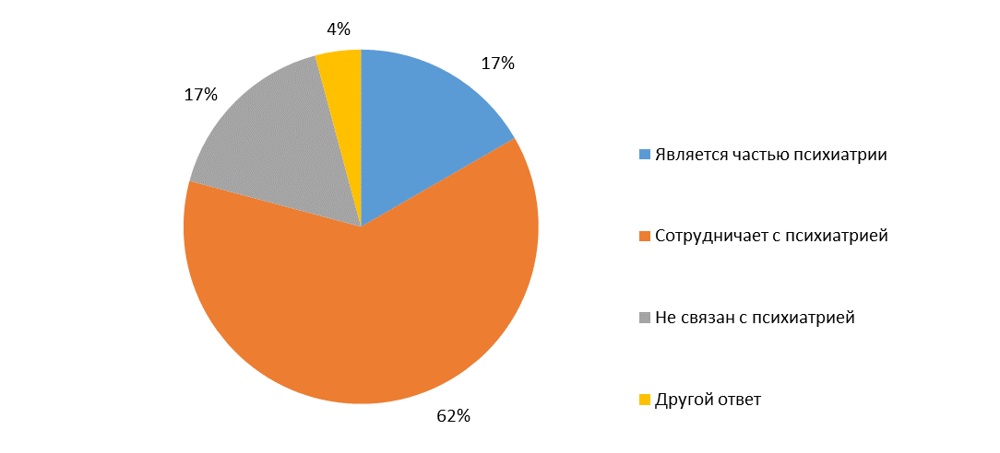 4%
17%
17%
62%
Является частью психиатрии
Сотрудничает с психиатрией
Не связан с психиатрией
Другой ответ